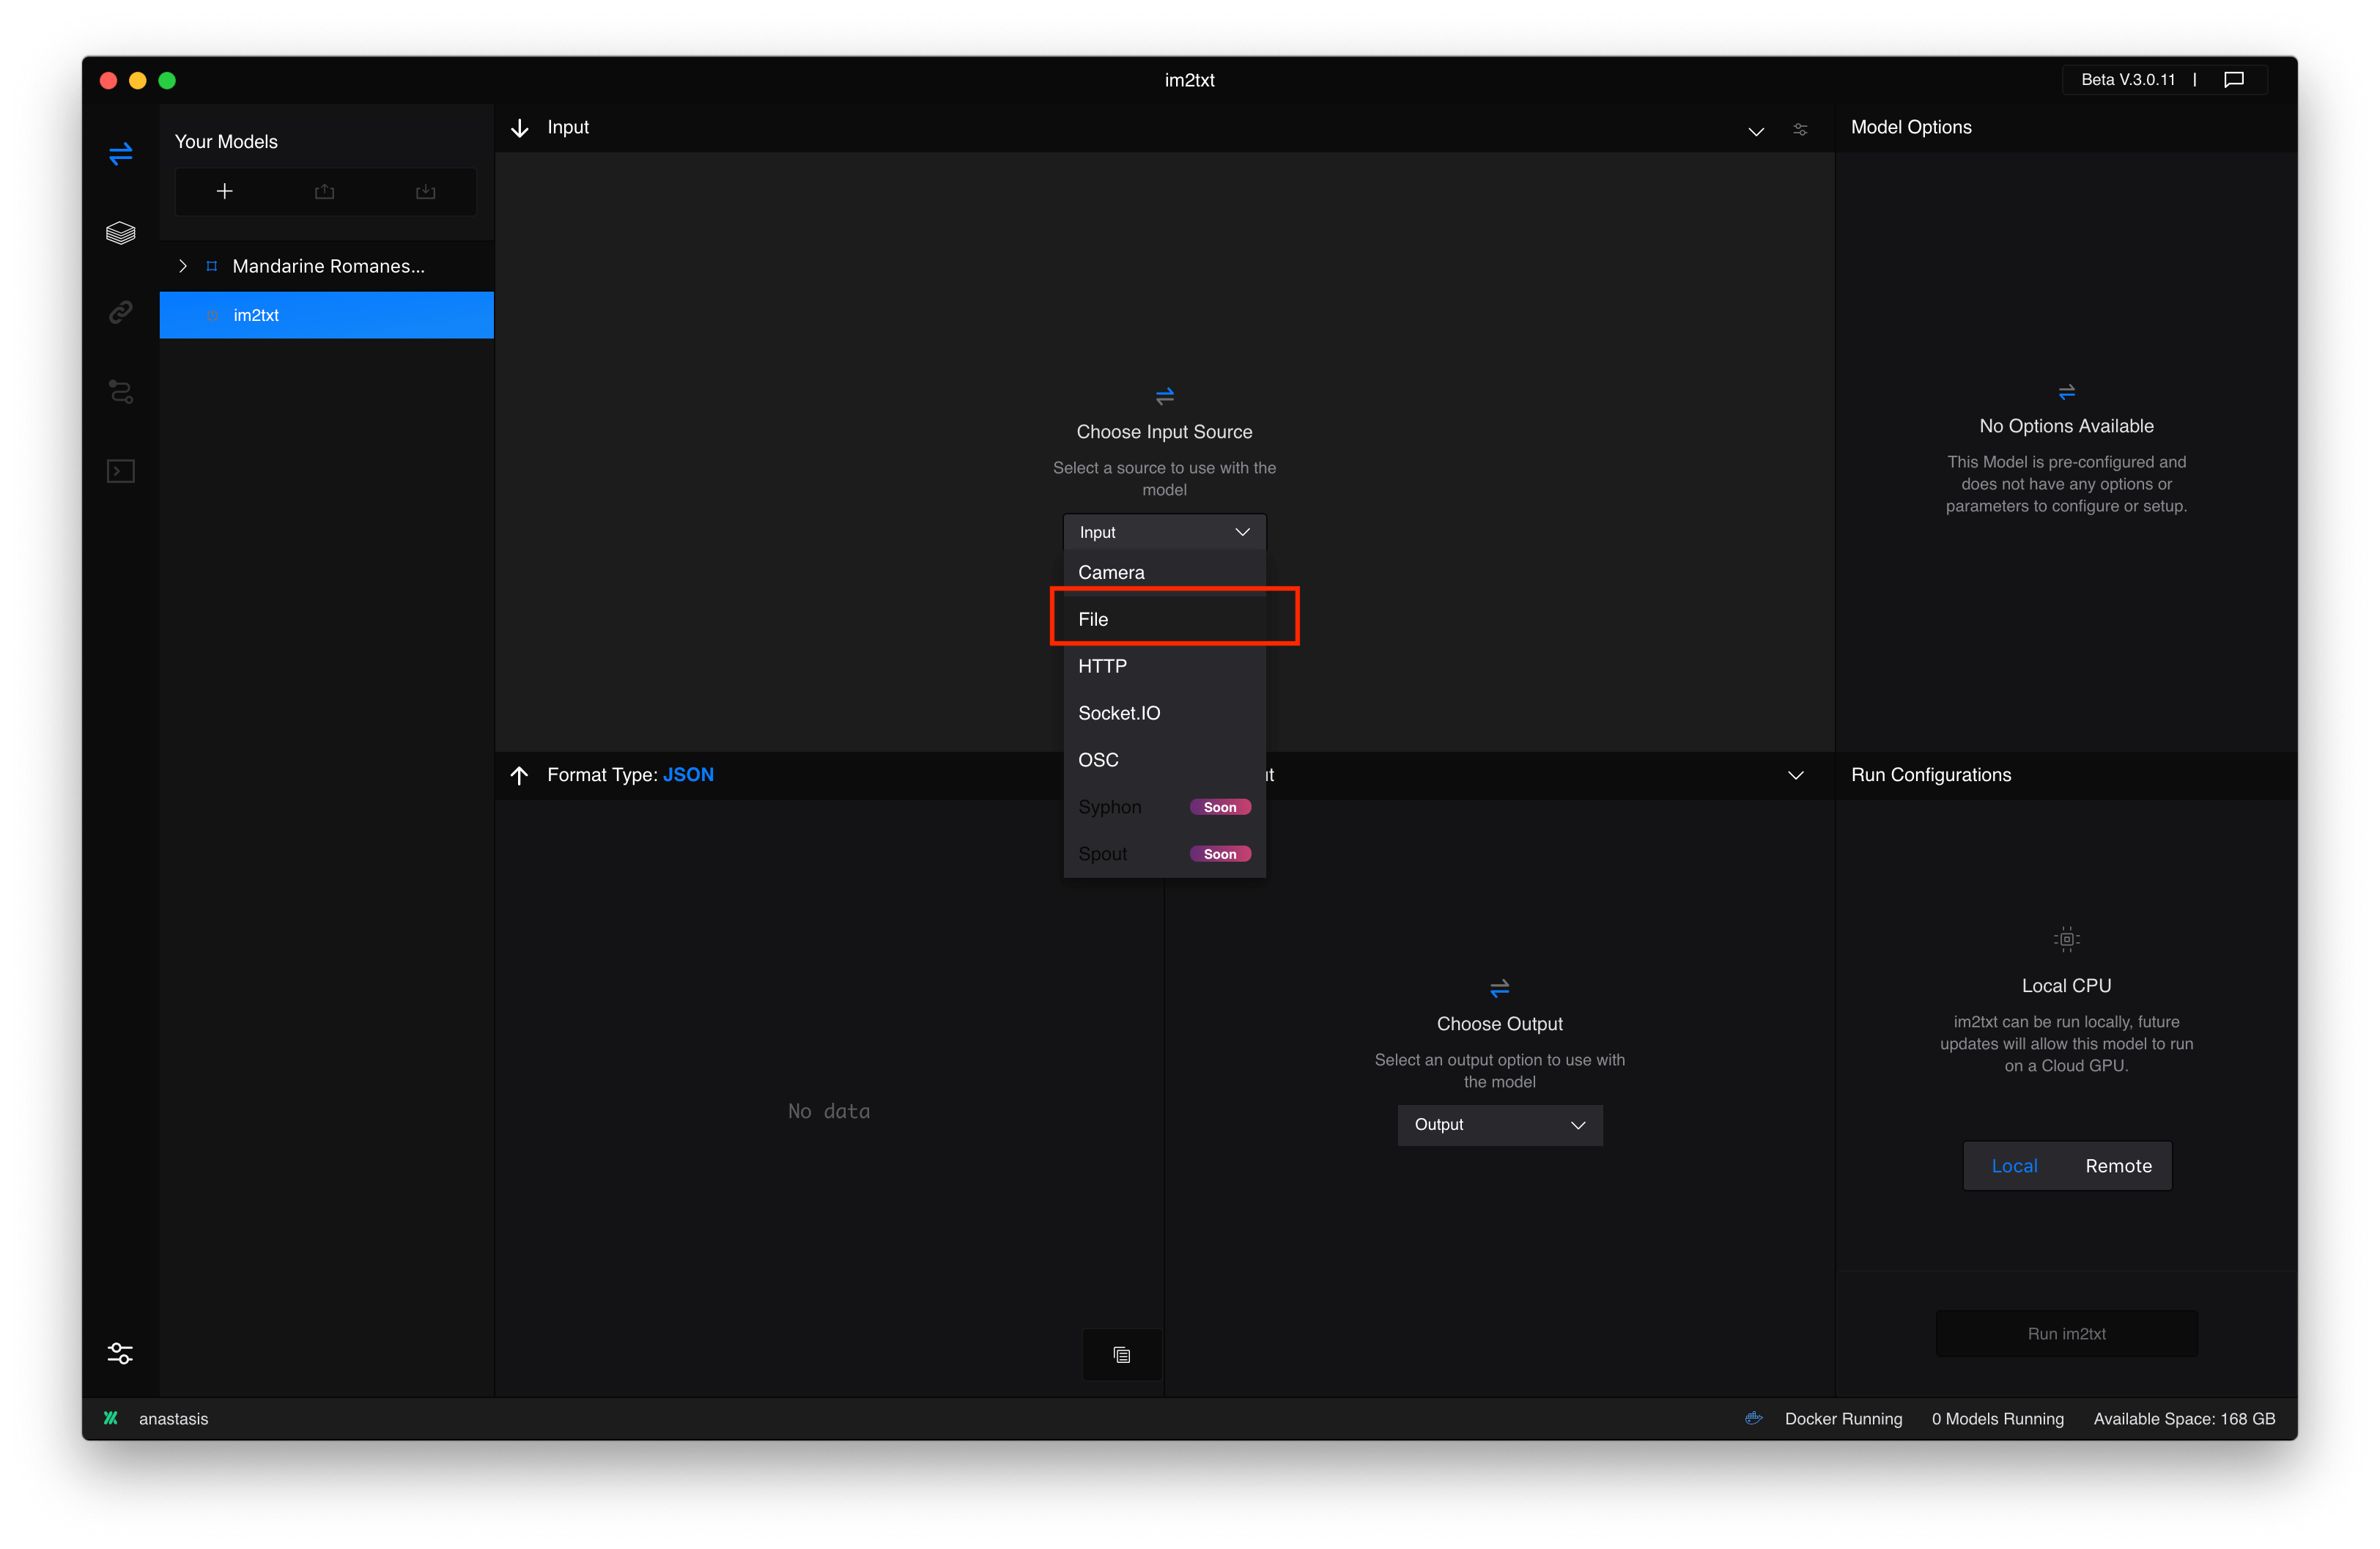 im2txt
Beta V.3.0.11 |
Your Models
Mandarine Romanes...
im2txt
Input
Choose Input Source
Select a source to use with the
model
Input
Camera
File
HTTP
Socket.IO
OSC
Syphon Soon
Spout Soon
Model Options
No Options Available
This Model is pre-configured and
does not have any options or
parameters to configure or setup.
Format Type: JSON
No data
Choose Output
Select an output option to use with
the model
Output
Run Configurations
Local CPU
im2txt can be run locally, future
updates will allow this model to run
on a Cloud GPU.
Local Remote
Run im2txt
anastasis
Docker Running 0 Models Running Available Space: 168 GB